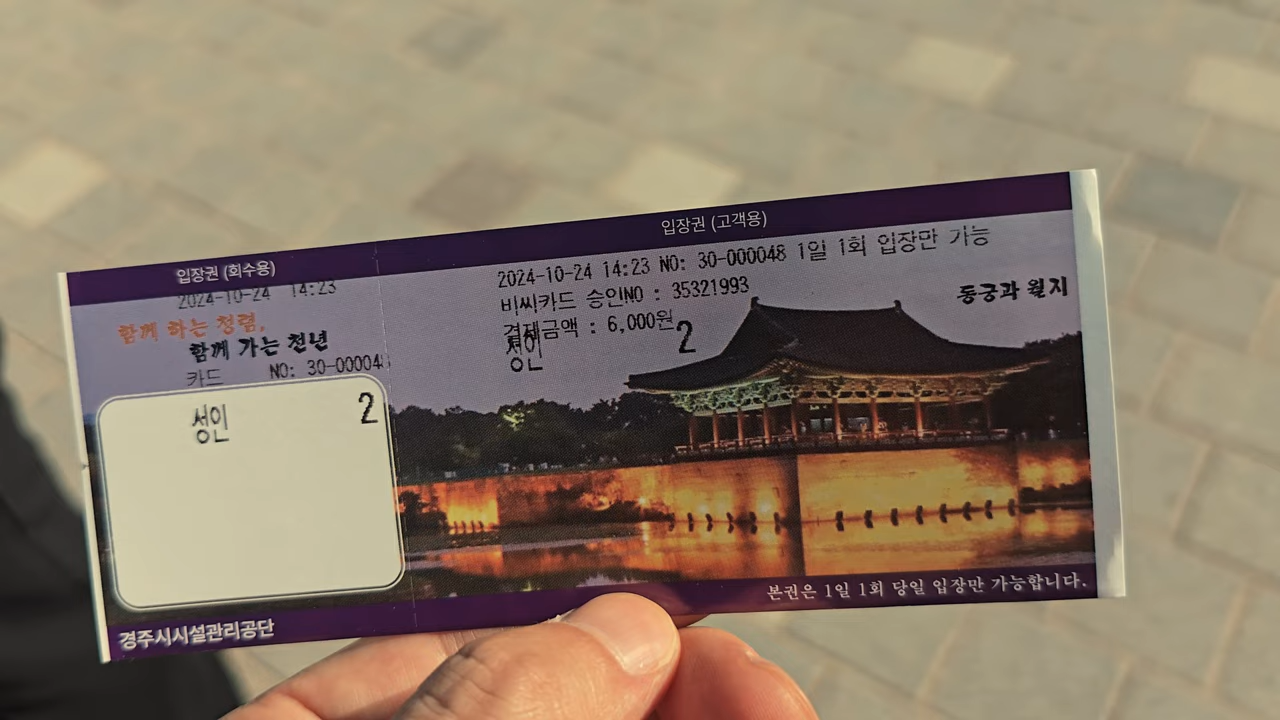 입장권 (회수용)
2024-10-24 14:23
함께 하는 청렴,
함께 가는 천년
카드 NO: 30-000048
성인 2
경주시시설관리공단
입장권 (고객용)
2024-10-24 14:23 NO: 30-000048 1일 1회 입장만 가능
비씨카드 승인NO : 35321993
결제금액 : 6,000원
성인 2
동궁과 월지
본권은 1일 1회 당일 입장만 가능합니다.